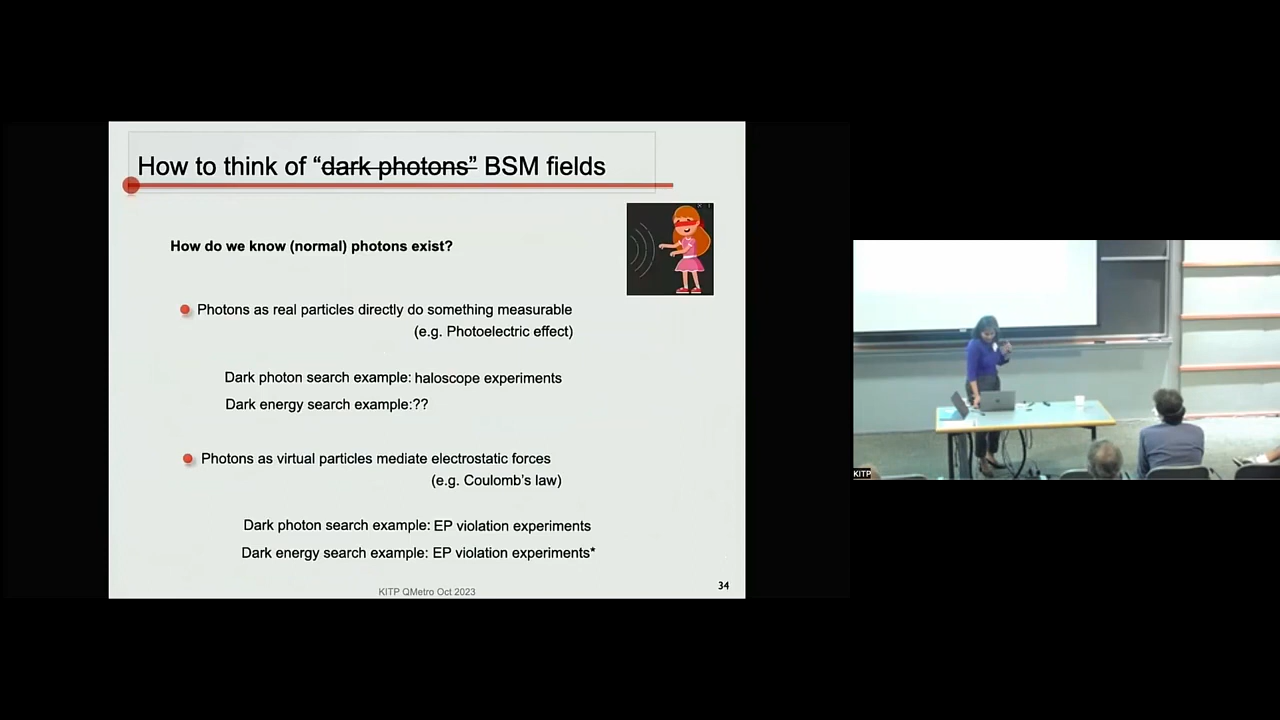 How to think of “dark photons” BSM fields
How do we know (normal) photons exist?
Photons as real particles directly do something measurable
(e.g. Photoelectric effect)
Dark photon search example: haloscope experiments
Dark energy search example:??
Photons as virtual particles mediate electrostatic forces
(e.g. Coulomb’s law)
Dark photon search example: EP violation experiments
Dark energy search example: EP violation experiments*
KITP QMetro Oct 2023
34
KITP